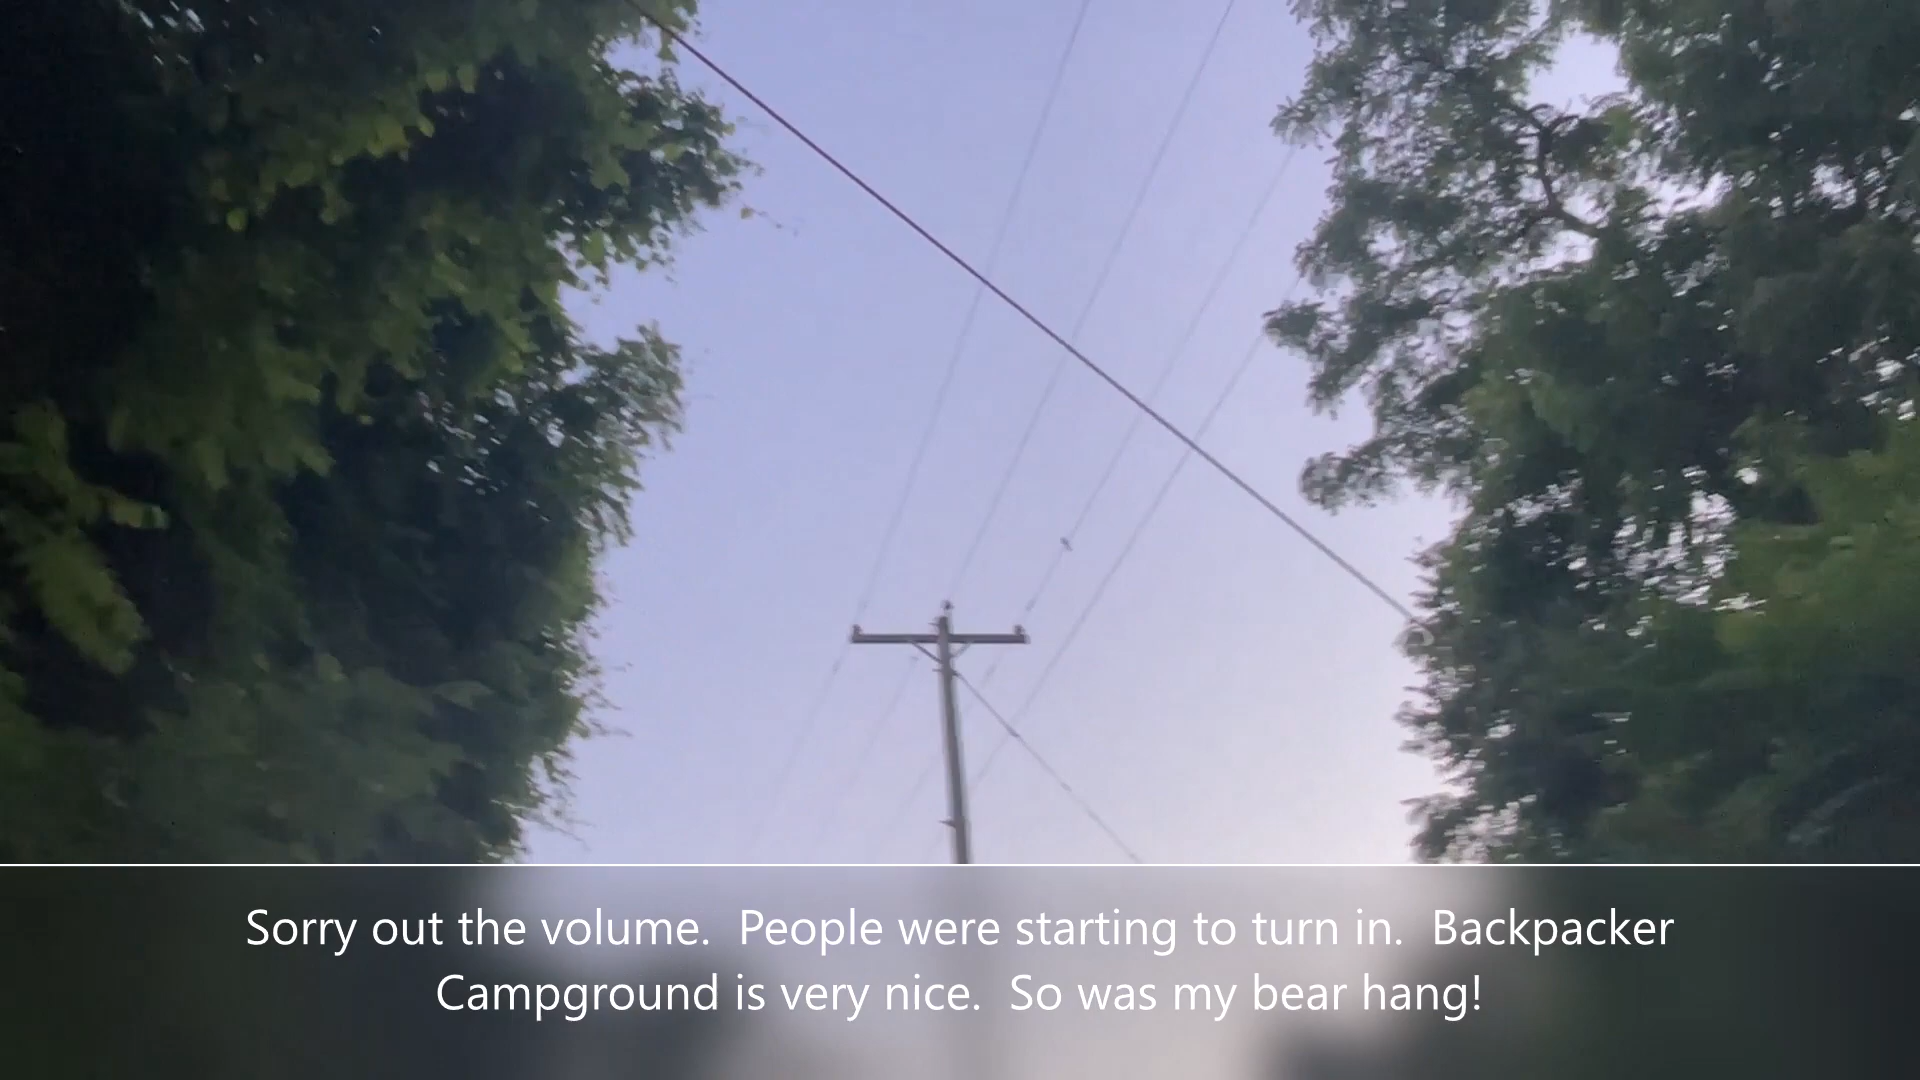 Sorry out the volume.  People were starting to turn in.  Backpacker
Campground is very nice.  So was my bear hang!